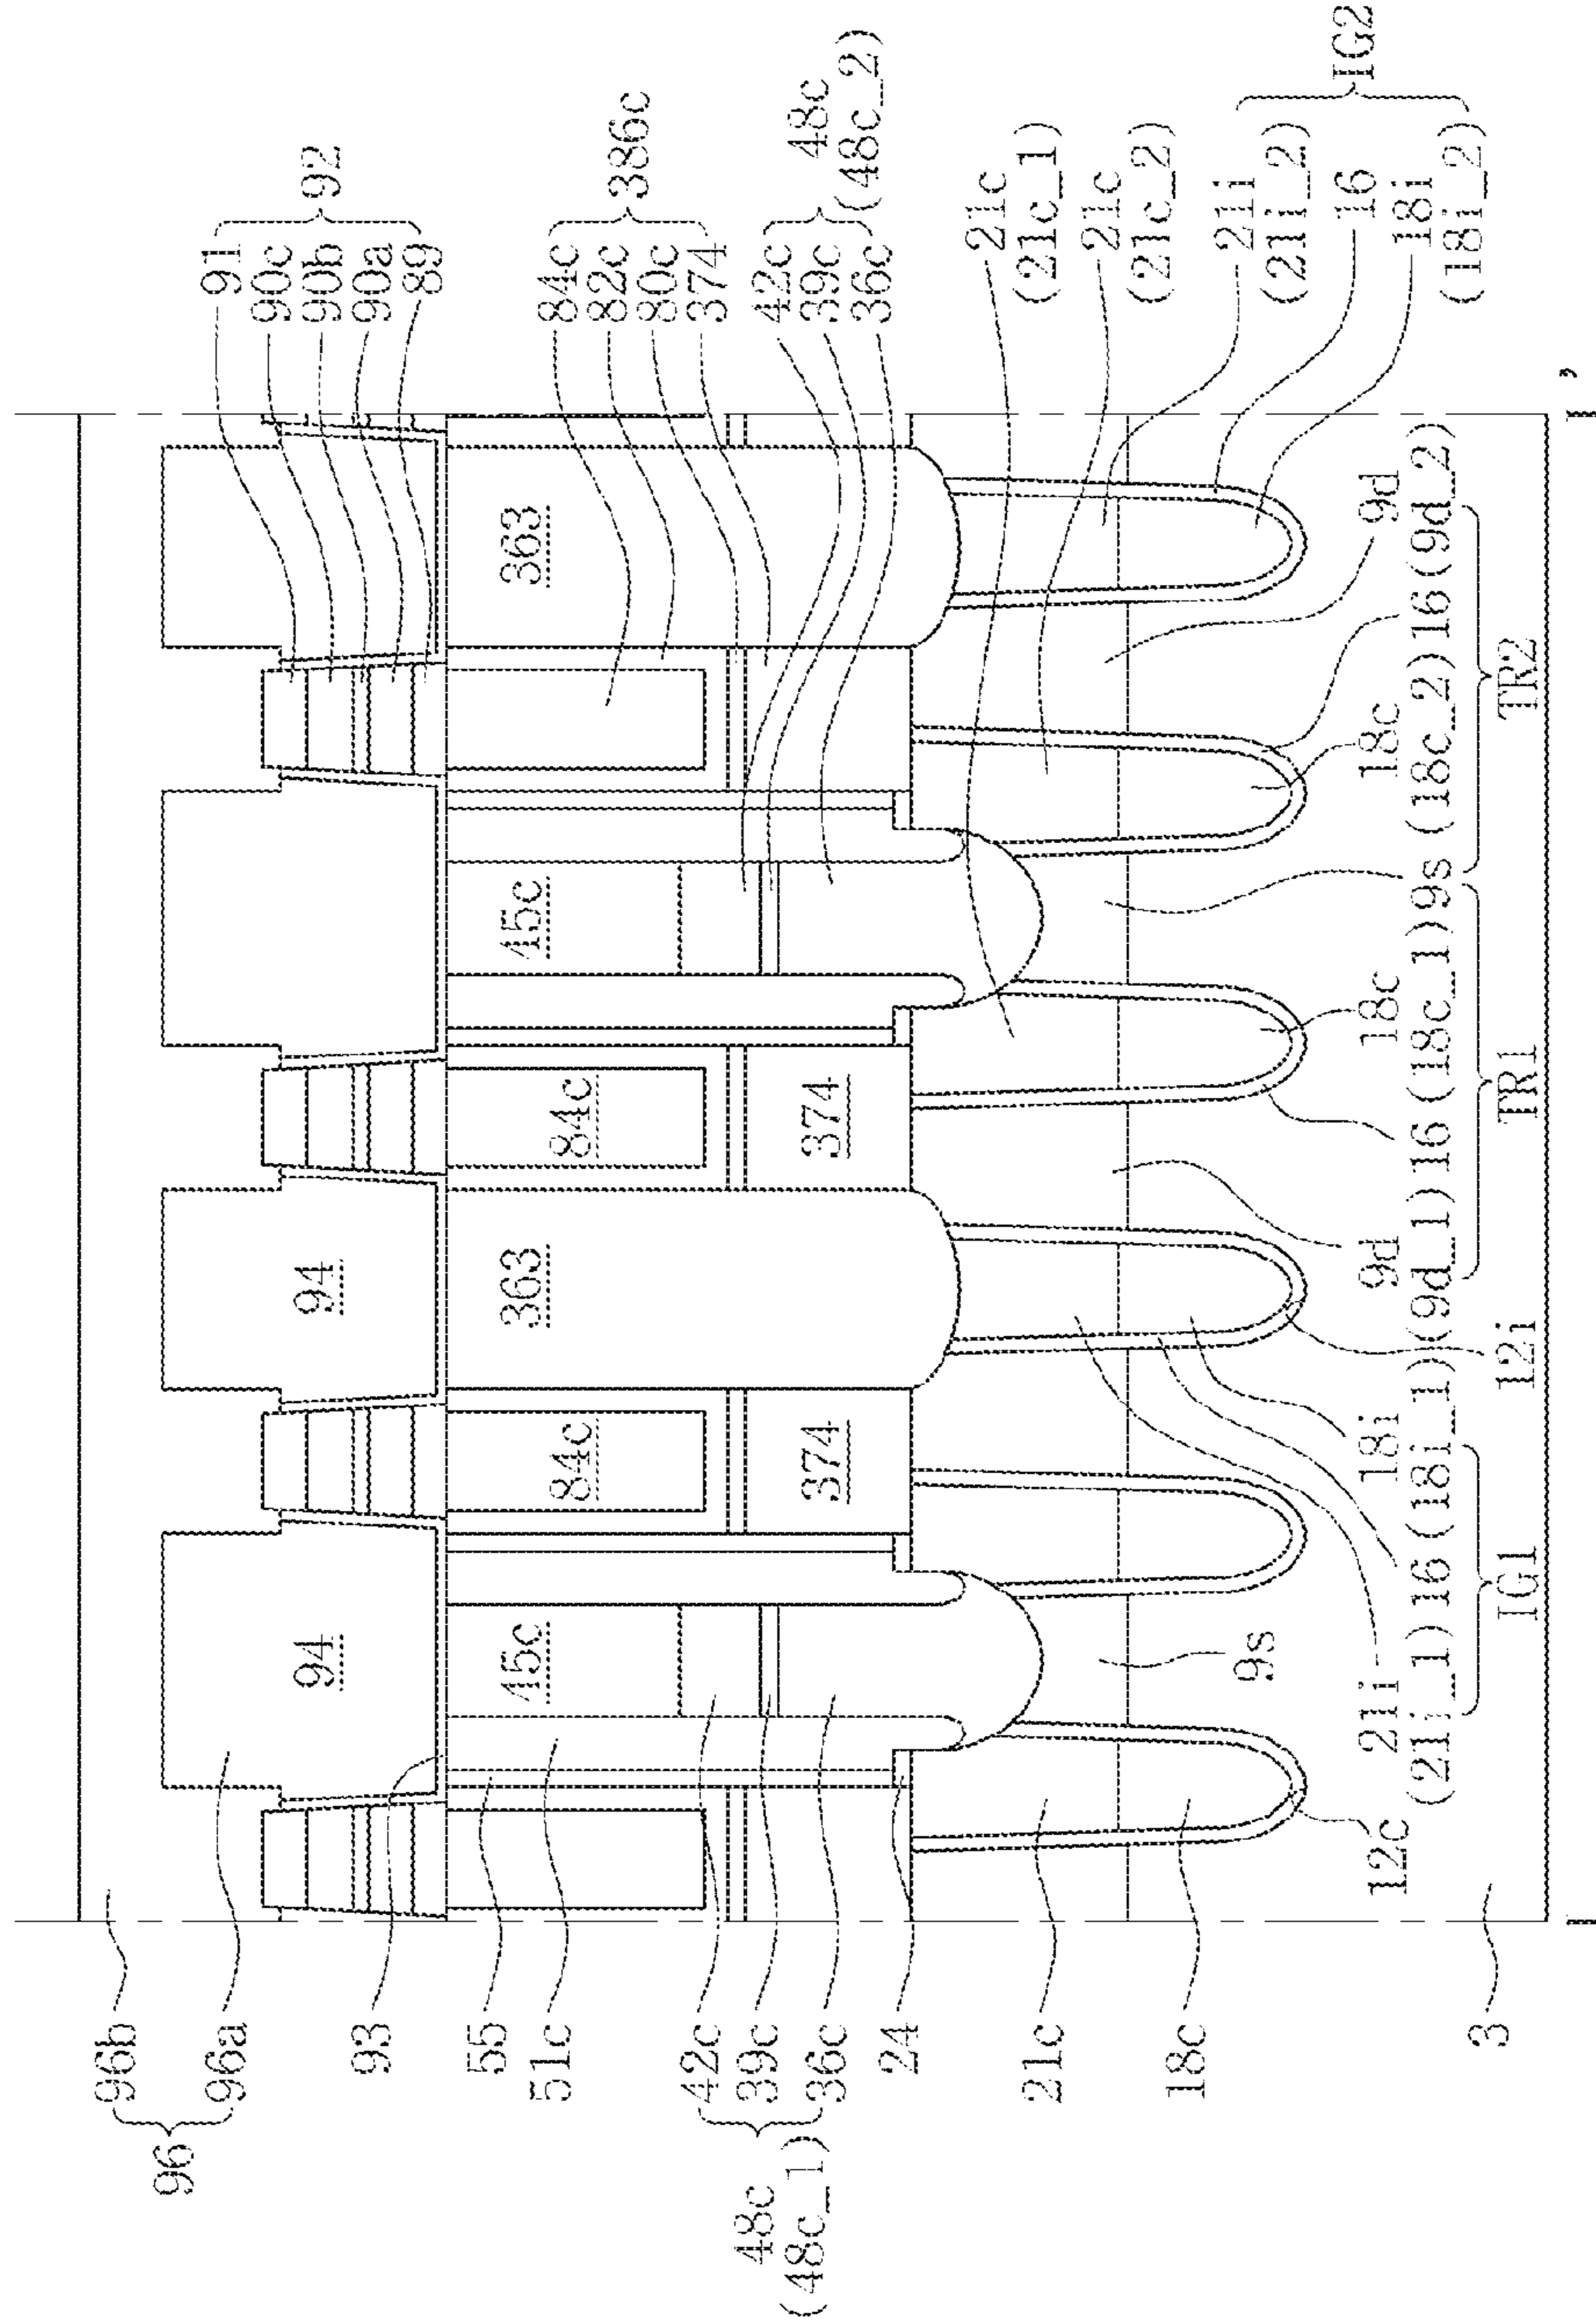 96b
96
96a
93
55
51c
42c
48c
39c
(48c_1)
36c
24
21c
18c
3
94 94
45c 363 45c 363
84c 84c
374 374
9s
91
90c
90b
92
90a
89
84c
82c
386c
80c
374
42c
48c
39c
(48c_2)
36c
21c
(21c_1)
21c
(21c_2)
21i
(21i_2)
IG2
16
18i
(18i_2)
12c 21i 18i 9d 18c 18c 9d
(21i_1) 16 (18i_1) (9d_1) 16 (18c_1) 9s (18c_2) 16 (9d_2)
IG1 12i TR1 TR2